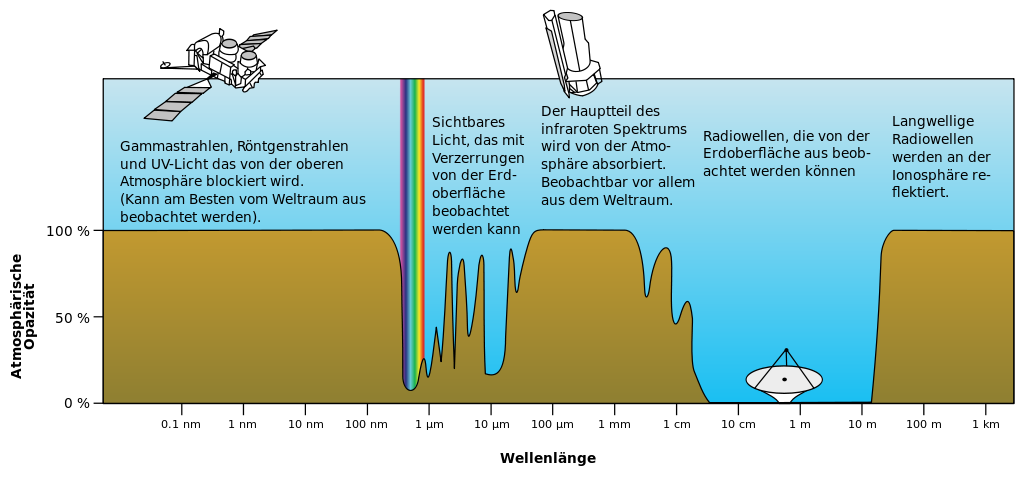 Gammastrahlen, Röntgenstrahlen
und UV-Licht das von der oberen
Atmosphäre blockiert wird.
(Kann am Besten vom Weltraum aus
beobachtet werden).
Sichtbares
Licht, das mit
Verzerrungen
von der Erd-
oberfläche
beobachtet
werden kann
Der Hauptteil des
infraroten Spektrums
wird von der Atmo-
sphäre absorbiert.
Beobachtbar vor allem
aus dem Weltraum.
Radiowellen, die von der
Erdoberfläche aus beob-
achtet werden können
Langwellige
Radiowellen
werden an der
Ionosphäre re-
flektiert.
Atmosphärische
Opazität
100 %
50 %
0 %
0.1 nm 1 nm 10 nm 100 nm 1 µm 10 µm 100 µm 1 mm 1 cm 10 cm 1 m 10 m 100 m 1 km
Wellenlänge